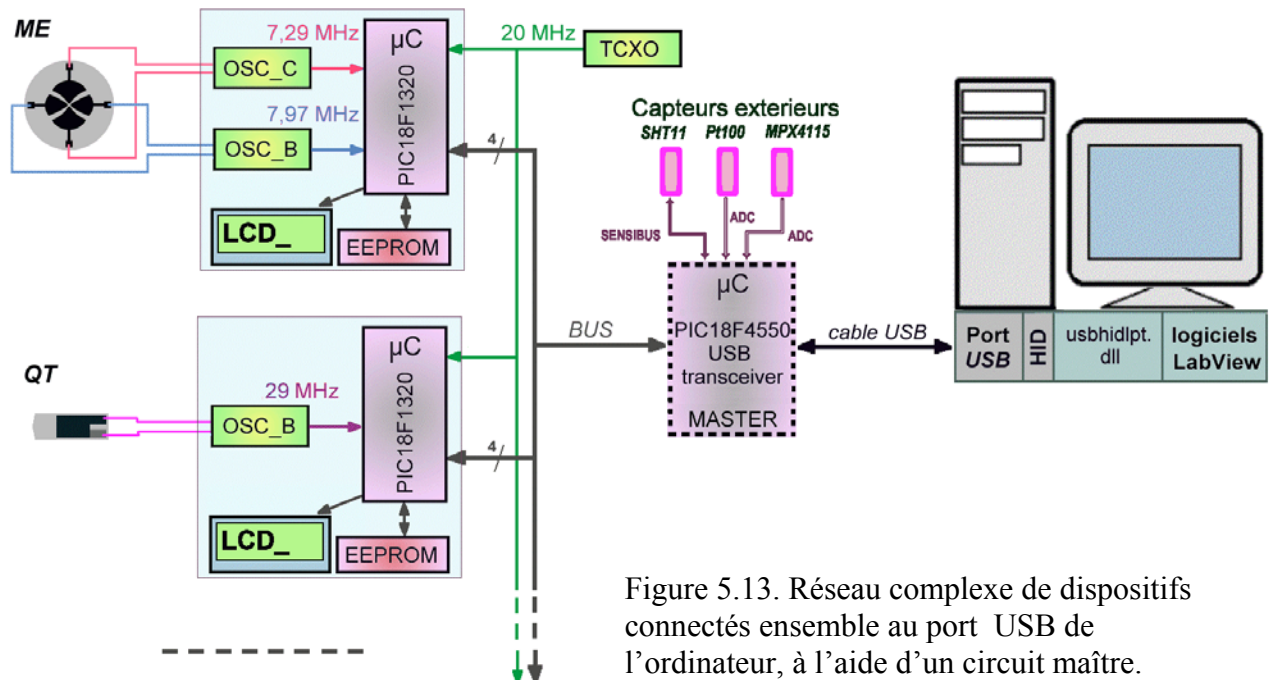 ME
7,29 MHz
OSC_C
7,97 MHz
OSC_B
µC
PIC18F1320
LCD_
EEPROM
4
20 MHz
TCXO
Capteurs exterieurs
SHT11 Pt100 MPX4115
SENSIBUS
ADC
ADC
µC
PIC18F4550
USB
transceiver
MASTER
BUS
cable USB
Port
USB
HID
usbhidlpt.
dll
logiciels
LabView
QT
29 MHz
OSC_B
µC
PIC18F1320
LCD_
EEPROM
4
Figure 5.13. Réseau complexe de dispositifs
connectés ensemble au port USB de
l’ordinateur, à l’aide d’un circuit maître.